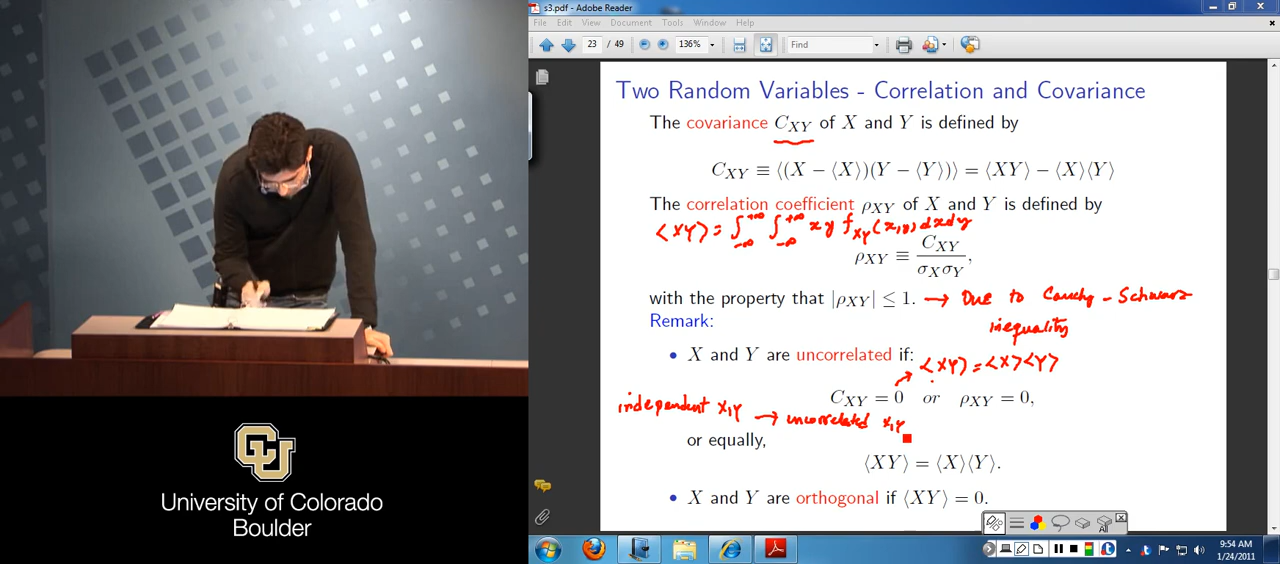 s3.pdf - Adobe Reader
File Edit View Document Tools Window Help
23 / 49 136% Find
Two Random Variables - Correlation and Covariance
The covariance C_XY of X and Y is defined by
C_XY ≡ ⟨(X − ⟨X⟩)(Y − ⟨Y⟩)⟩ = ⟨XY⟩ − ⟨X⟩⟨Y⟩
The correlation coefficient ρ_XY of X and Y is defined by
⟨XY⟩ = ∫_{-∞}^{+∞} ∫_{-∞}^{+∞} xy f_XY(x,y) dxdy
ρ_XY ≡ C_XY / σ_X σ_Y,
with the property that |ρ_XY| ≤ 1. → Due to Cauchy - Schwarz
inequality
Remark:
• X and Y are uncorrelated if:
→ ⟨XY⟩ = ⟨X⟩⟨Y⟩
C_XY = 0 or ρ_XY = 0,
independent X,Y → uncorrelated X,Y
or equally,
⟨XY⟩ = ⟨X⟩⟨Y⟩.
• X and Y are orthogonal if ⟨XY⟩ = 0.
CU
University of Colorado
Boulder
All
9:54 AM
1/24/2011